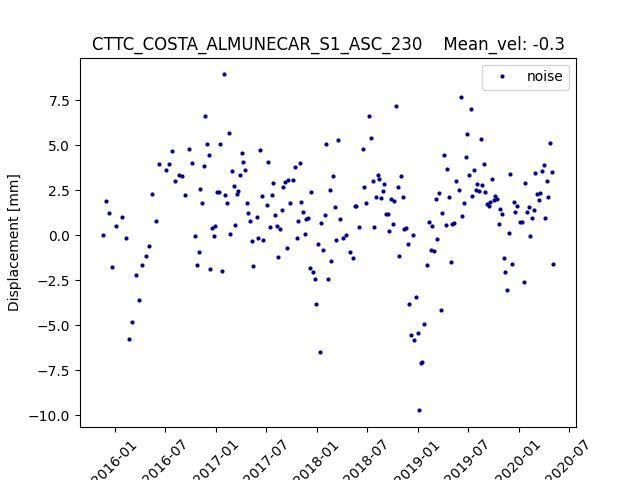 CTTC_COSTA_ALMUNECAR_S1_ASC_230    Mean_vel: -0.3
noise
Displacement [mm]
7.5
5.0
2.5
0.0
−2.5
−5.0
−7.5
−10.0
2016-01 2016-07 2017-01 2017-07 2018-01 2018-07 2019-01 2019-07 2020-01 2020-07